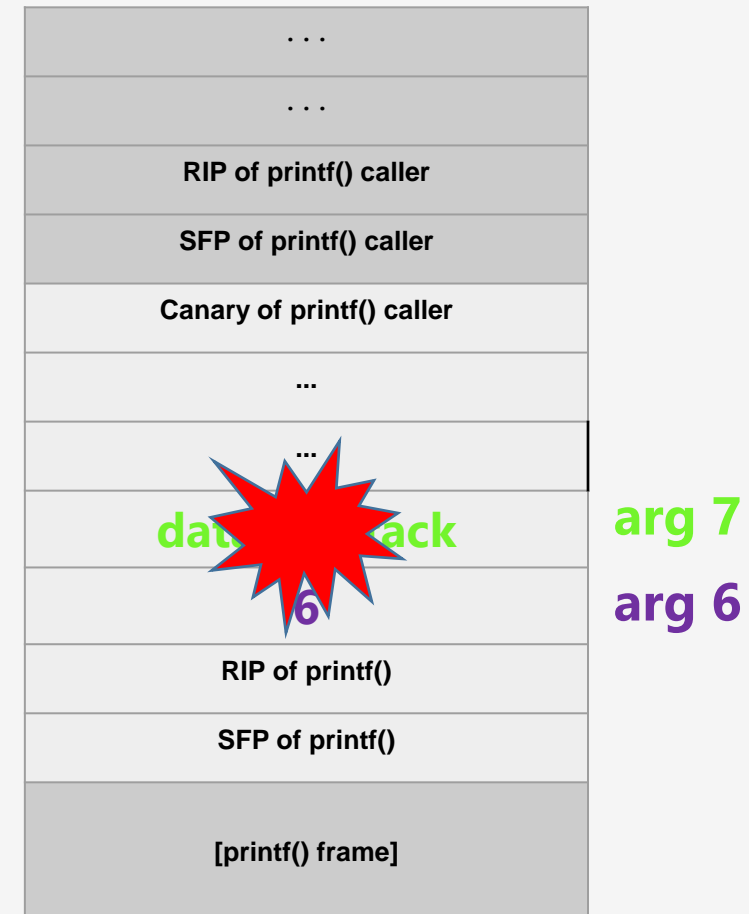 . . .
. . .
RIP of printf() caller
SFP of printf() caller
Canary of printf() caller
...
...
arg 7
6
arg 6
RIP of printf()
SFP of printf()
[printf() frame]